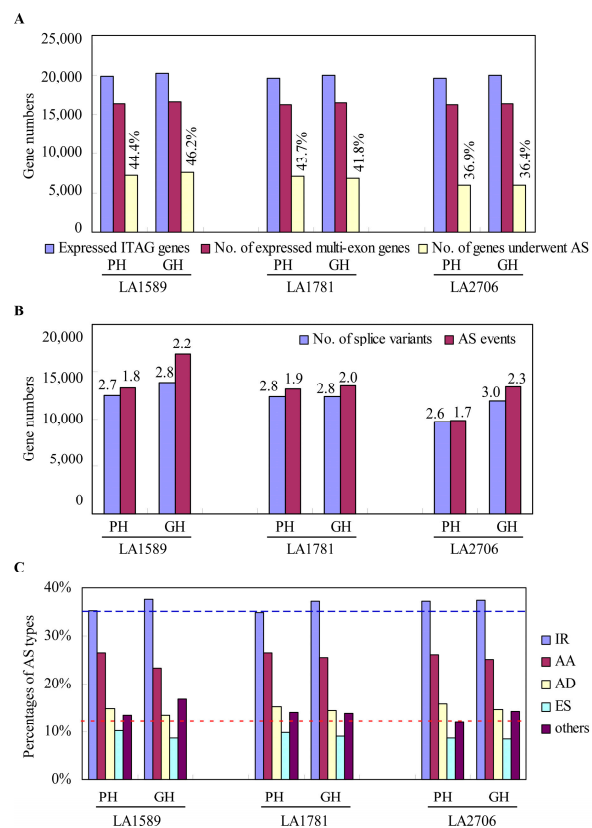 A
Gene numbers
25,000
20,000
15,000
10,000
5,000
0
44.4%
46.2%
43.7%
41.8%
36.9%
36.4%
Expressed ITAG genes No. of expressed multi-exon genes No. of genes underwent AS
PH GH PH GH PH GH
LA1589 LA1781 LA2706
B
Gene numbers
20,000
15,000
10,000
5,000
0
No. of splice variants AS events
2.7 1.8 2.8 2.2 2.8 1.9 2.8 2.0 2.6 1.7 3.0 2.3
PH GH PH GH PH GH
LA1589 LA1781 LA2706
C
Percentages of AS types
40%
30%
20%
10%
0%
IR
AA
AD
ES
others
PH GH PH GH PH GH
LA1589 LA1781 LA2706